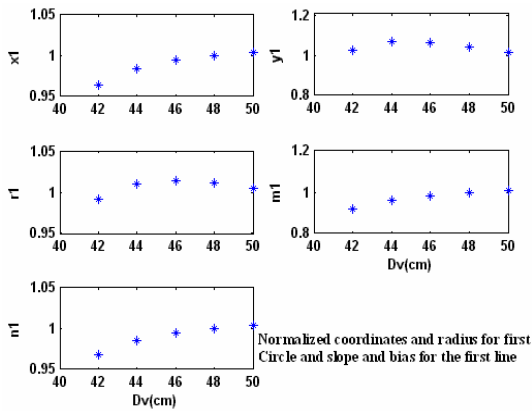 1.05
x1
1
0.95
40 42 44 46 48 50
1.2
y1
1
0.8
40 42 44 46 48 50
1.05
r1
1
0.95
40 42 44 46 48 50
1.2
m1
1
0.8
40 42 44 46 48 50
Dv(cm)
1.05
n1
1
0.95
40 42 44 46 48 50
Dv(cm)
Normalized coordinates and radius for first
Circle and slope and bias for the first line